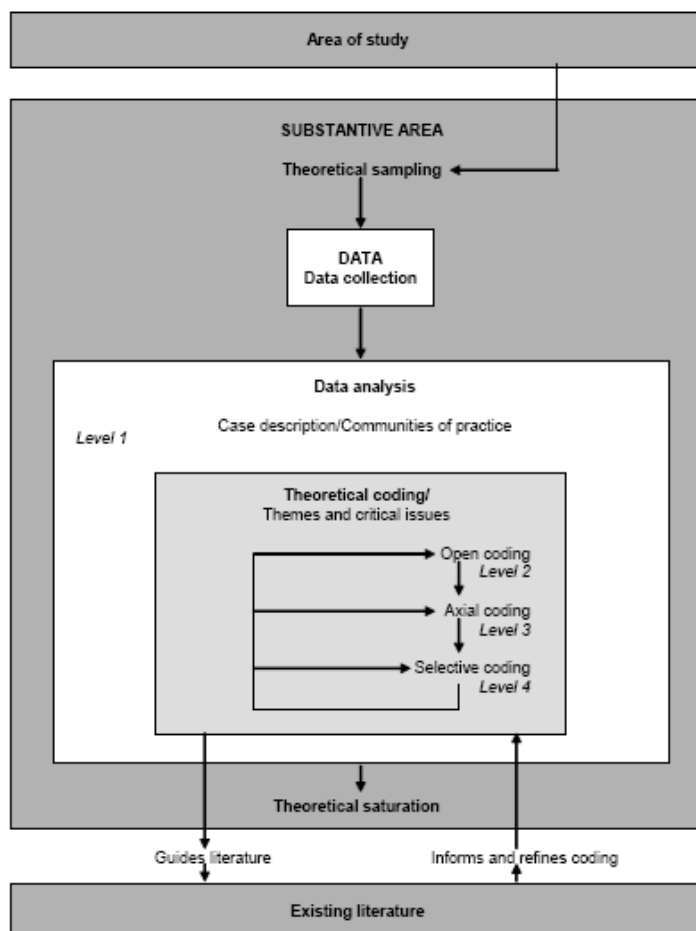 Area of study
SUBSTANTIVE AREA
Theoretical sampling
DATA
Data collection
Data analysis
Case description/Communities of practice
Level 1
Theoretical coding/
Themes and critical issues
Open coding
Level 2
Axial coding
Level 3
Selective coding
Level 4
Theoretical saturation
Guides literature
Informs and refines coding
Existing literature